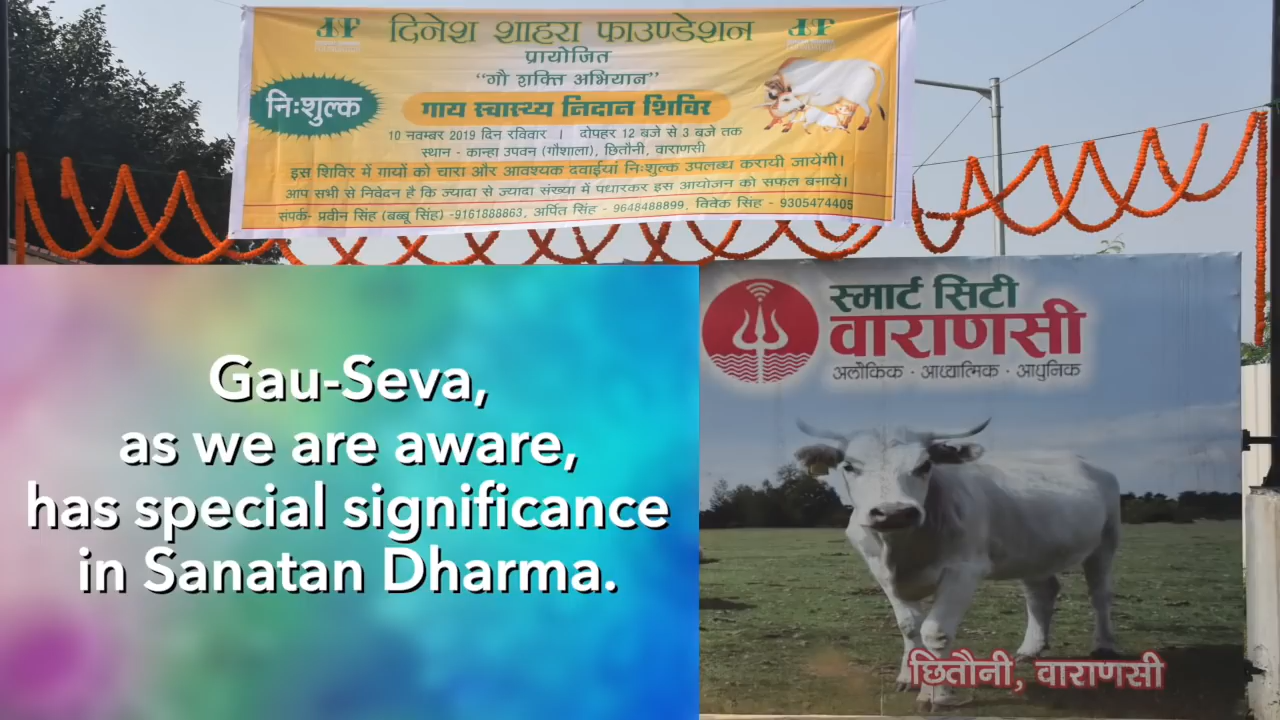 दिनेश शाहरा फाउण्डेशन
प्रायोजित
"गौ शक्ति अभियान"
निःशुल्क
गाय स्वास्थ्य निदान शिविर
10 नवम्बर 2019 दिन रविवार । दोपहर 12 बजे से 3 बजे तक
स्थान - कान्हा उपवन (गौशाला), छितौनी, वाराणसी
इस शिविर में गायों को चारा और आवश्यक दवाईयां निःशुल्क उपलब्ध करायी जायेंगी।
आप सभी से निवेदन है कि ज्यादा से ज्यादा संख्या में पधारकर इस आयोजन को सफल बनायें।
संपर्क- प्रवीन सिंह (बब्बू सिंह) -9161888863, अर्पित सिंह - 9648488899, विवेक सिंह - 9305474405
Gau-Seva,
as we are aware,
has special significance
in Sanatan Dharma.
स्मार्ट सिटी
वाराणसी
अलौकिक · आध्यात्मिक · आधुनिक
छितौनी, वाराणसी